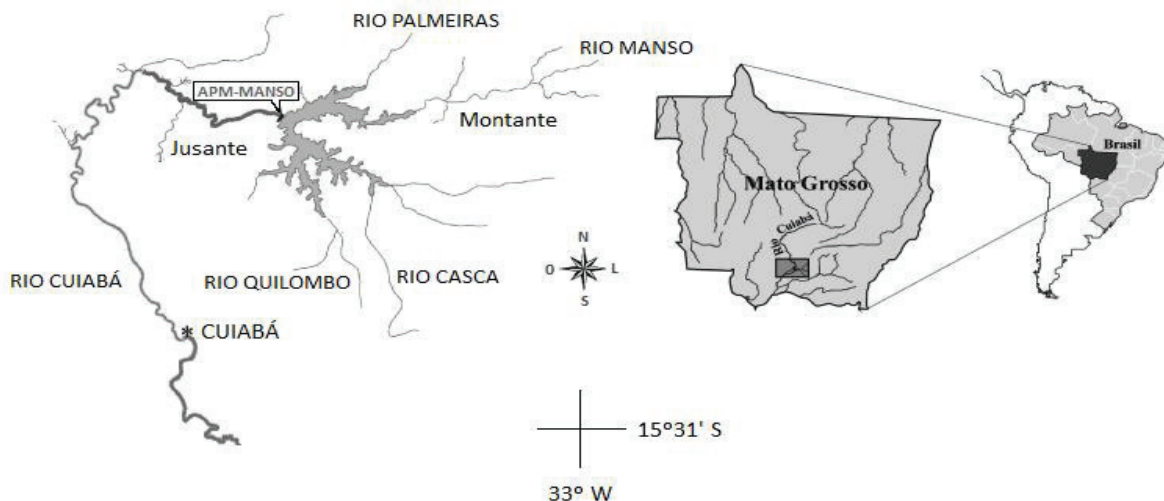 RIO PALMEIRAS
RIO MANSO
APM-MANSO
Montante
Jusante
RIO CUIABÁ
RIO QUILOMBO
RIO CASCA
* CUIABÁ
N
O
L
S
Mato Grosso
Rio Cuiabá
Brasil
15°31' S
33° W